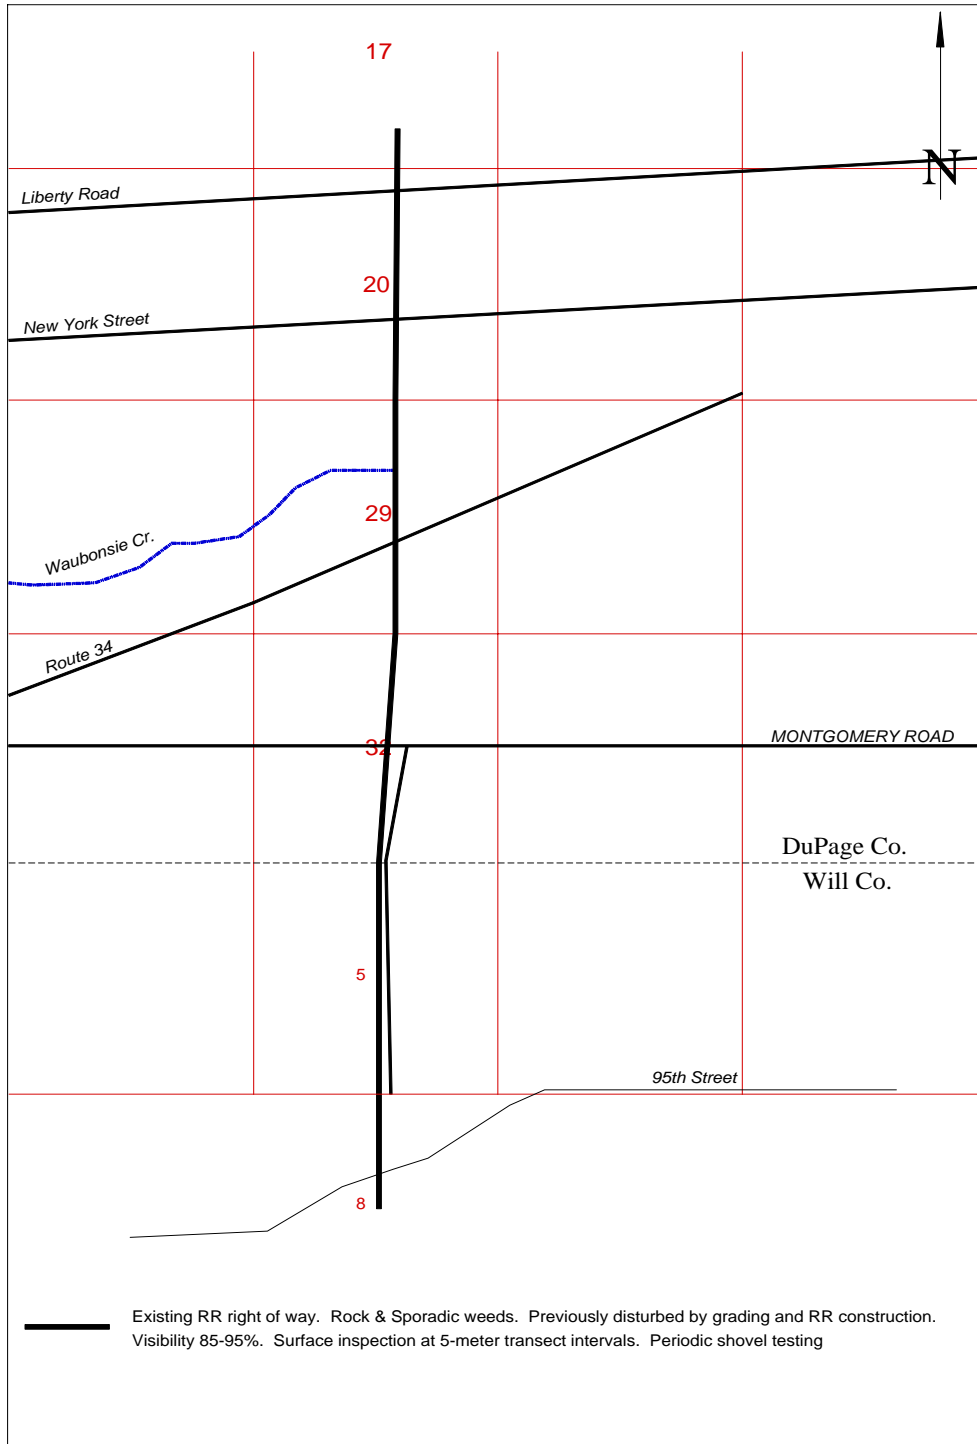 17
N
Liberty Road
20
New York Street
29
Waubonsie Cr.
Route 34
MONTGOMERY ROAD
32
DuPage Co.
Will Co.
5
95th Street
8
Existing RR right of way. Rock & Sporadic weeds. Previously disturbed by grading and RR construction.
Visibility 85-95%. Surface inspection at 5-meter transect intervals. Periodic shovel testing